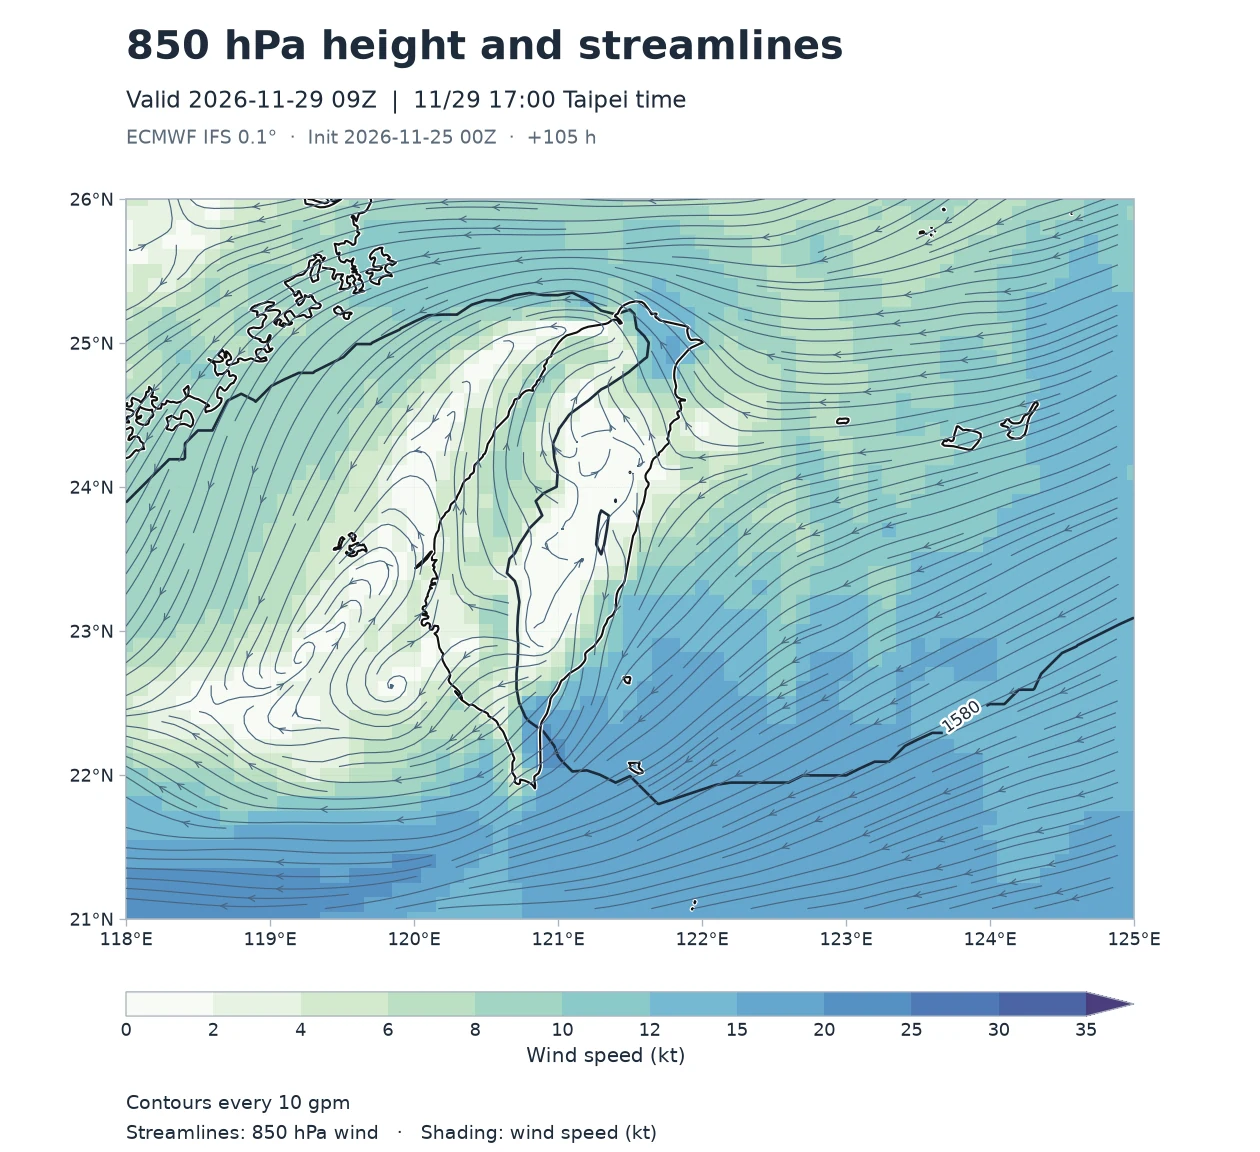 850 hPa height and streamlines
Valid 2026-11-29 09Z | 11/29 17:00 Taipei time
ECMWF IFS 0.1° · Init 2026-11-25 00Z · +105 h
26°N
25°N
24°N
23°N
1580
22°N
21°N
118°E 119°E 120°E 121°E 122°E 123°E 124°E 125°E
0 2 4 6 8 10 12 15 20 25 30 35
Wind speed (kt)
Contours every 10 gpm
Streamlines: 850 hPa wind · Shading: wind speed (kt)